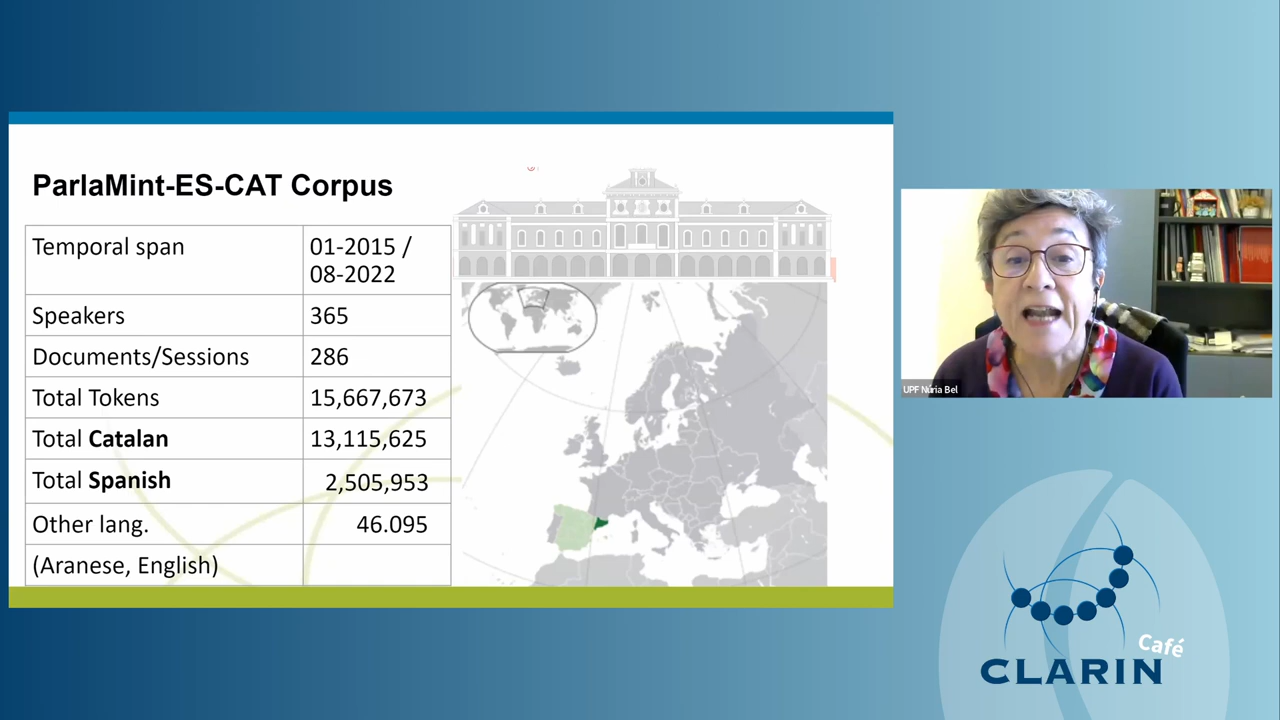 ParlaMint-ES-CAT Corpus
Temporal span
01-2015 /
08-2022
Speakers
365
Documents/Sessions
286
Total Tokens
15,667,673
Total Catalan
13,115,625
Total Spanish
2,505,953
Other lang.
46.095
(Aranese, English)
UPF Núria Bel
Café
CLARIN